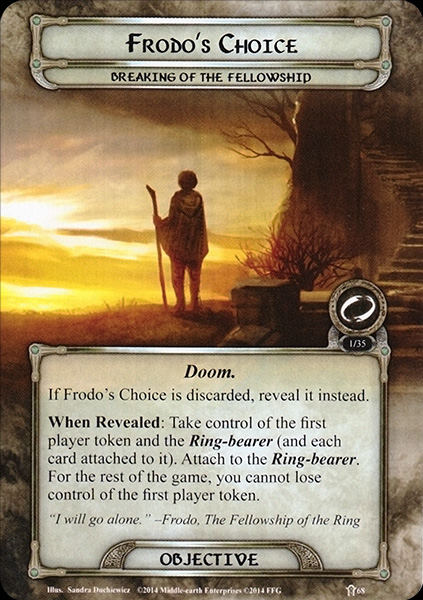 FRODO'S CHOICE
BREAKING OF THE FELLOWSHIP
1/35
Doom.
If Frodo's Choice is discarded, reveal it instead.
When Revealed: Take control of the first
player token and the Ring-bearer (and each
card attached to it). Attach to the Ring-bearer.
For the rest of the game, you cannot lose
control of the first player token.
"I will go alone." –Frodo, The Fellowship of the Ring
OBJECTIVE
Illus. Sandra Duchiewicz ©2014 Middle-earth Enterprises ©2014 FFG 68